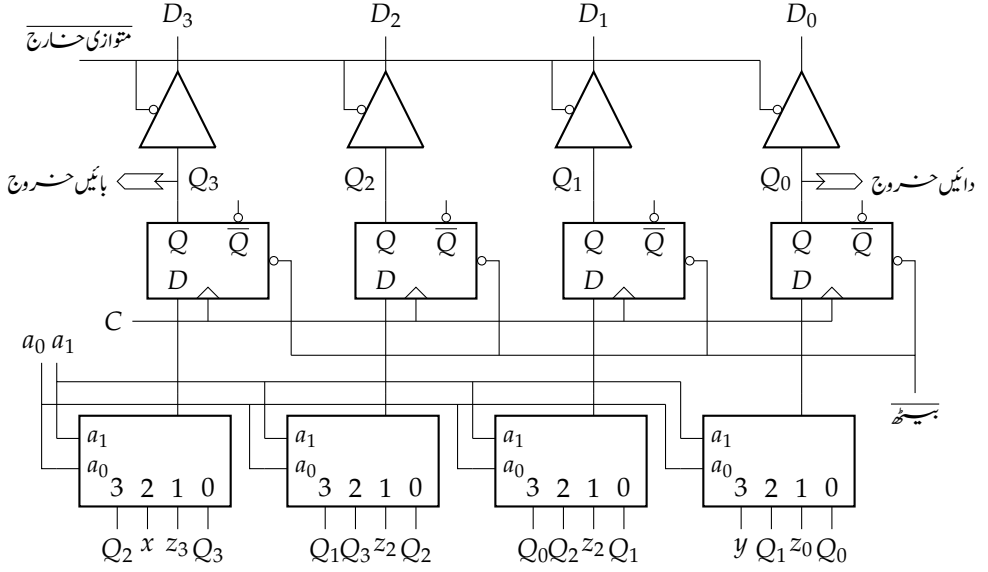 D₃ D₂ D₁ D₀
متوازی خارج
بائیں خروج Q₃ Q₂ Q₁ Q₀ دائیں خروج
Q Q̅ Q Q̅ Q Q̅ Q Q̅
D D D D
C
a₀ a₁
بیٹھ
a₁ a₁ a₁ a₁
a₀ a₀ a₀ a₀
3 2 1 0 3 2 1 0 3 2 1 0 3 2 1 0
Q₂ x z₃ Q₃ Q₁ Q₃ z₂ Q₂ Q₀ Q₂ z₂ Q₁ y Q₁ z₀ Q₀